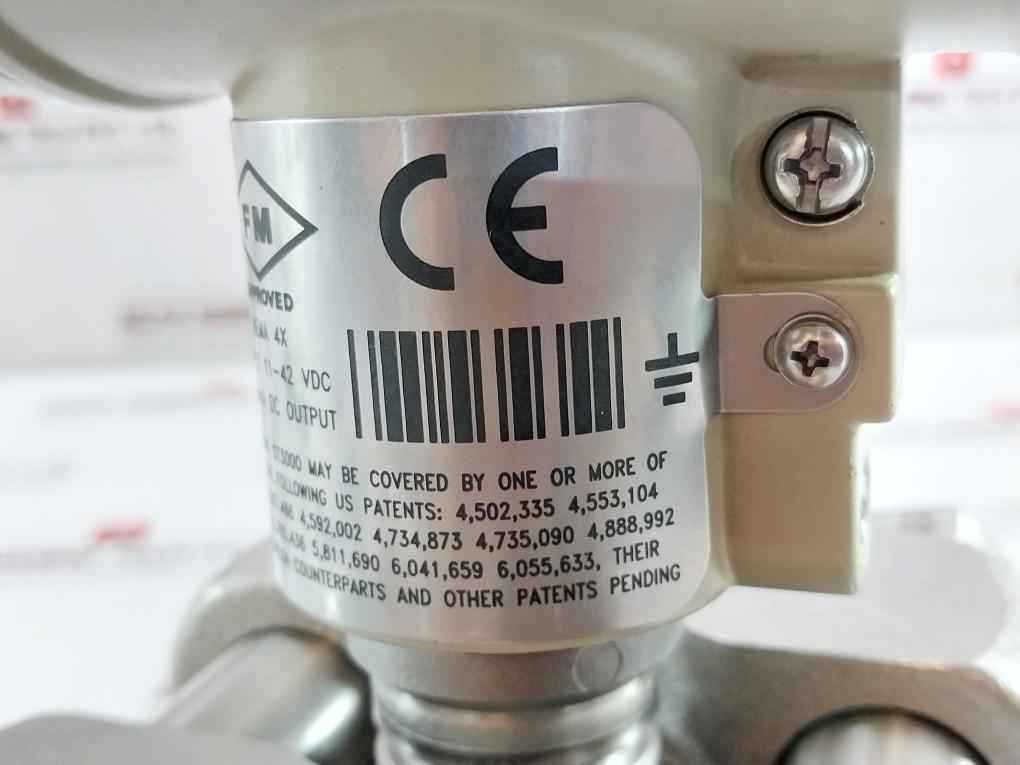 FM
CE
4X
11-42 VDC
DC OUTPUT
MAY BE COVERED BY ONE OR MORE OF
FOLLOWING US PATENTS: 4,502,335 4,553,104
4,592,002 4,734,873 4,735,090 4,888,992
5,811,690 6,041,659 6,055,633, THEIR
COUNTERPARTS AND OTHER PATENTS PENDING